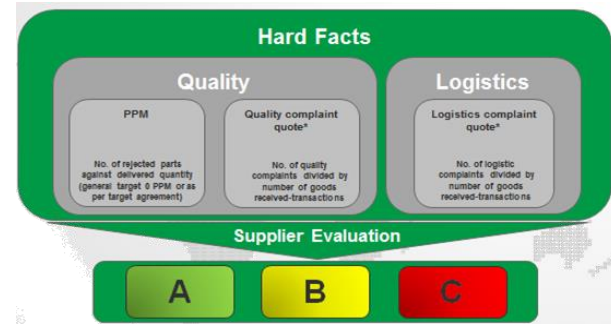 Hard Facts
Quality
Logistics
PPM
No. of rejected parts
against delivered quantity
(general target 0 PPM or as
per target agreement)
Quality complaint
quote*
No. of quality
complaints divided by
number of goods
received-transactions
Logistics complaint
quote*
No. of logistic
complaints divided by
number of goods
received-transactions
Supplier Evaluation
A
B
C